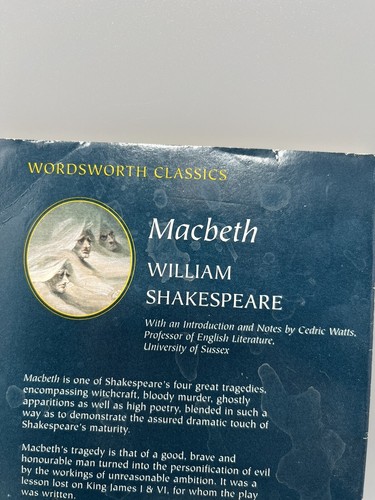 WORDSWORTH CLASSICS
Macbeth
WILLIAM
SHAKESPEARE
With an Introduction and Notes by Cedric Watts,
Professor of English Literature,
University of Sussex
Macbeth is one of Shakespeare's four great tragedies,
encompassing witchcraft, bloody murder, ghostly
apparitions as well as high poetry, blended in such a
way as to demonstrate the assured dramatic touch of
Shakespeare's maturity.
Macbeth's tragedy is that of a good, brave and
honourable man turned into the personification of evil
by the workings of unreasonable ambition. It was a
lesson lost on King James I & VI, for whom the play
was written.